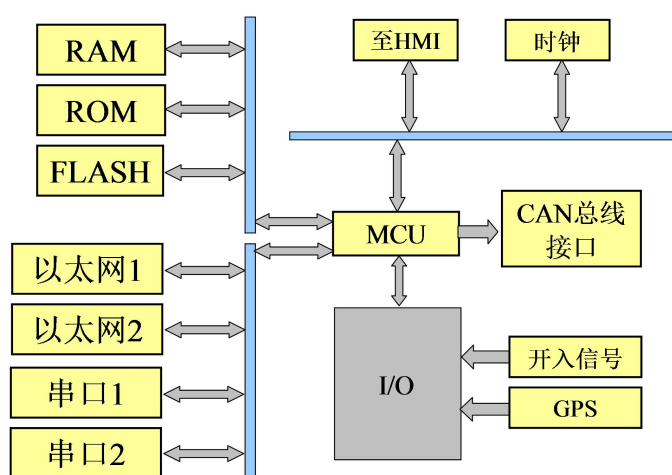 RAM
ROM
FLASH
以太网1
以太网2
串口1
串口2
至HMI
时钟
MCU
CAN总线
接口
I/O
开入信号
GPS